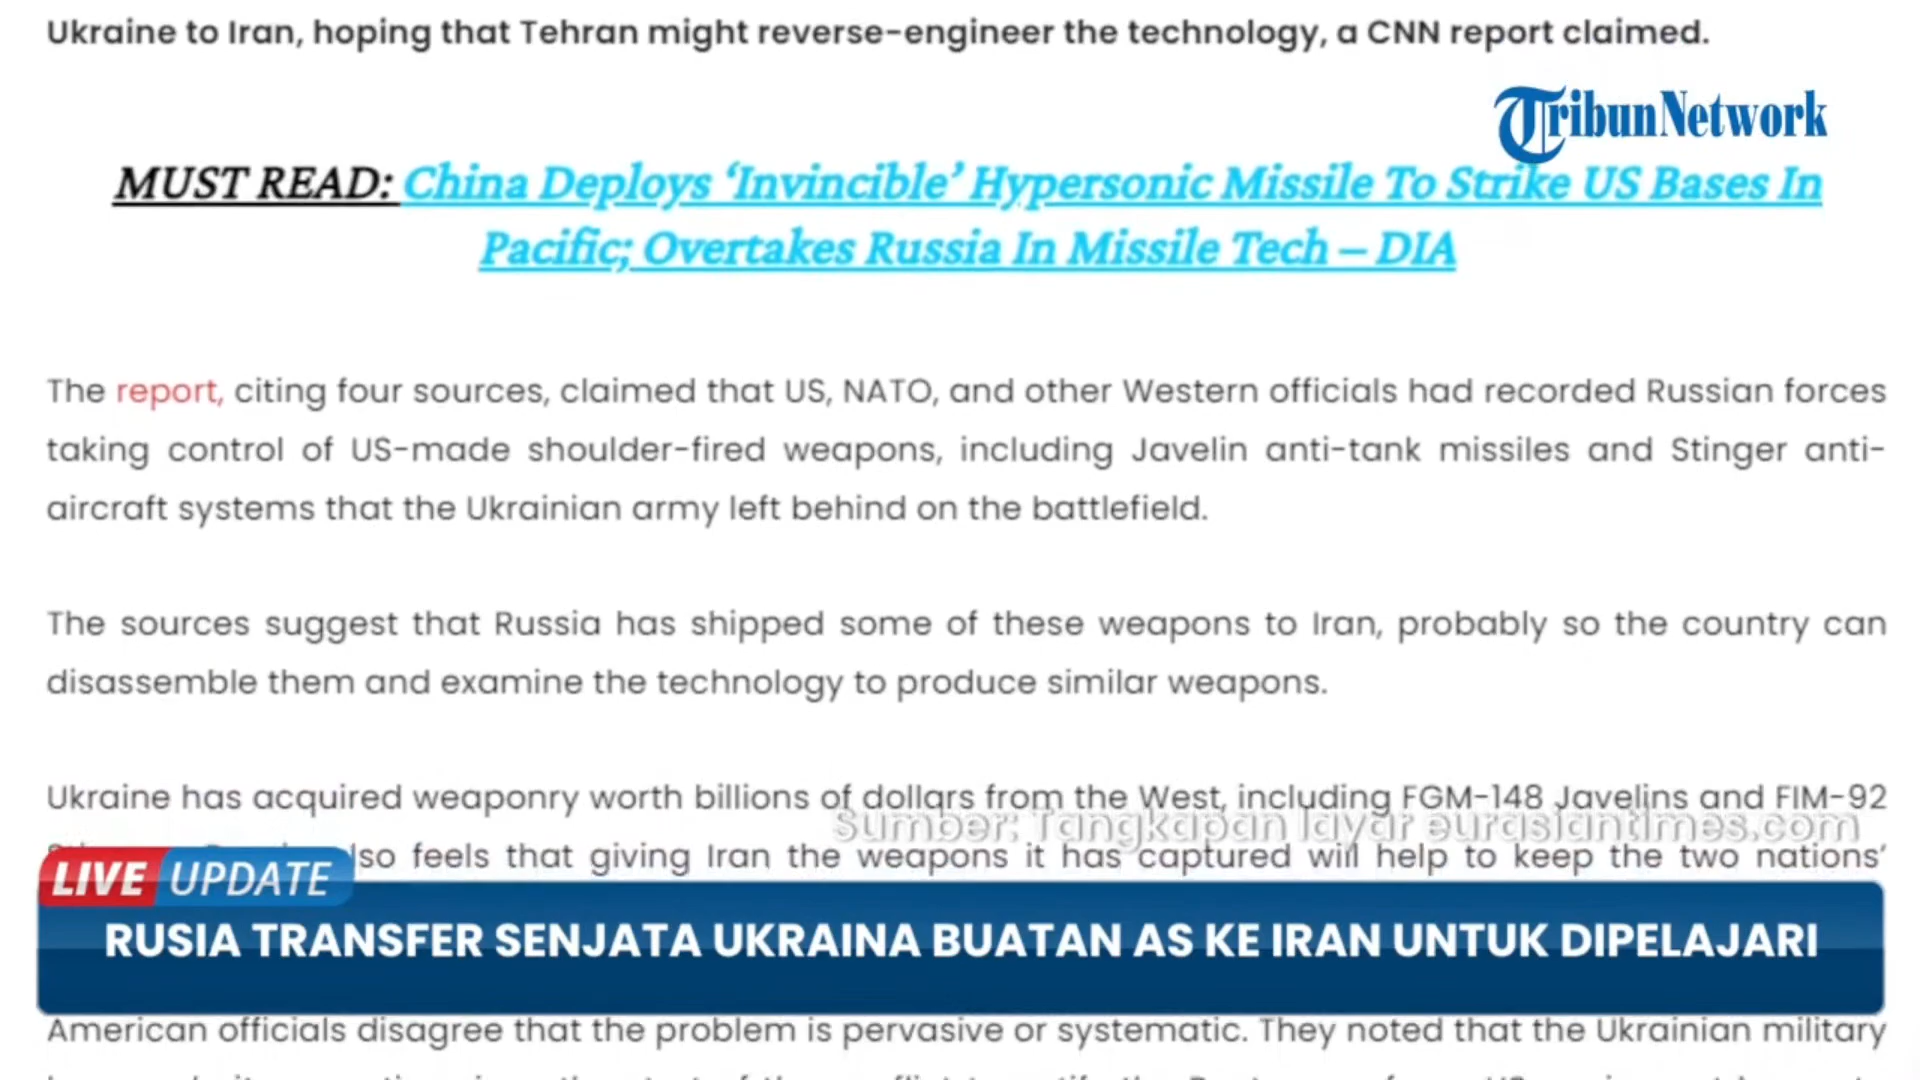 Ukraine to Iran, hoping that Tehran might reverse-engineer the technology, a CNN report claimed.
TribunNetwork
MUST READ: China Deploys ‘Invincible’ Hypersonic Missile To Strike US Bases In
Pacific; Overtakes Russia In Missile Tech – DIA
The report, citing four sources, claimed that US, NATO, and other Western officials had recorded Russian forces
taking control of US-made shoulder-fired weapons, including Javelin anti-tank missiles and Stinger anti-
aircraft systems that the Ukrainian army left behind on the battlefield.
The sources suggest that Russia has shipped some of these weapons to Iran, probably so the country can
disassemble them and examine the technology to produce similar weapons.
Ukraine has acquired weaponry worth billions of dollars from the West, including FGM-148 Javelins and FIM-92
Sumber: Tangkapan layar eurasiantimes.com
feels that giving Iran the weapons it has captured will help to keep the two nations’
LIVE UPDATE
RUSIA TRANSFER SENJATA UKRAINA BUATAN AS KE IRAN UNTUK DIPELAJARI
American officials disagree that the problem is pervasive or systematic. They noted that the Ukrainian military